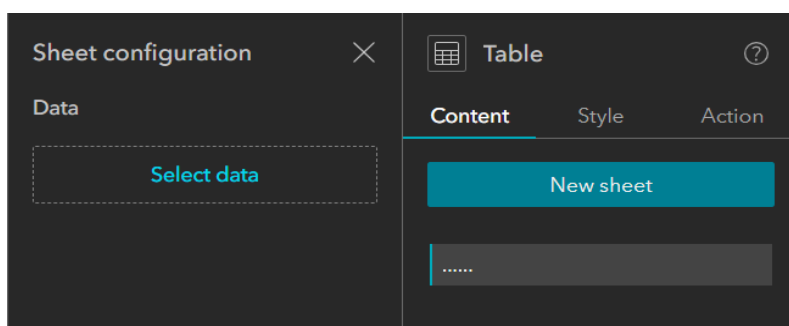 Sheet configuration
Data
Select data
Table
Content Style Action
New sheet
......